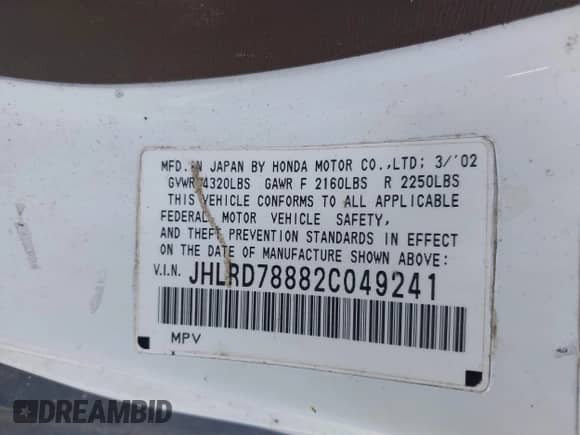 MFD. IN JAPAN BY HONDA MOTOR CO.,LTD; 3/'02
GVWR 4320LBS GAWR F 2160LBS R 2250LBS
THIS VEHICLE CONFORMS TO ALL APPLICABLE
FEDERAL MOTOR VEHICLE SAFETY,
AND THEFT PREVENTION STANDARDS IN EFFECT
ON THE DATE OF MANUFACTURE SHOWN ABOVE:
V.I.N. JHLRD78882C049241
MPV
DREAMBID